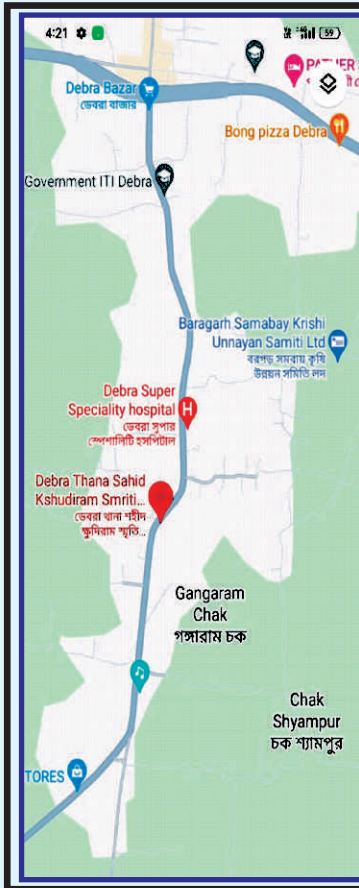 4:21
59
PATHER
Debra Bazar
ডেবরা বাজার
Bong pizza Debra
Government ITI Debra
Baragarh Samabay Krishi
Unnayan Samiti Ltd
বরগড় সমবায় কৃষি
উন্নয়ন সমিতি লিঃ
Debra Super
Speciality hospital
ডেবরা সুপার
স্পেশালিটি হসপিটাল
Debra Thana Sahid
Kshudiram Smriti...
ডেবরা থানা শহীদ
ক্ষুদিরাম স্মৃতি...
Gangaram
Chak
গঙ্গারাম চক
Chak
Shyampur
চক শ্যামপুর
TORES